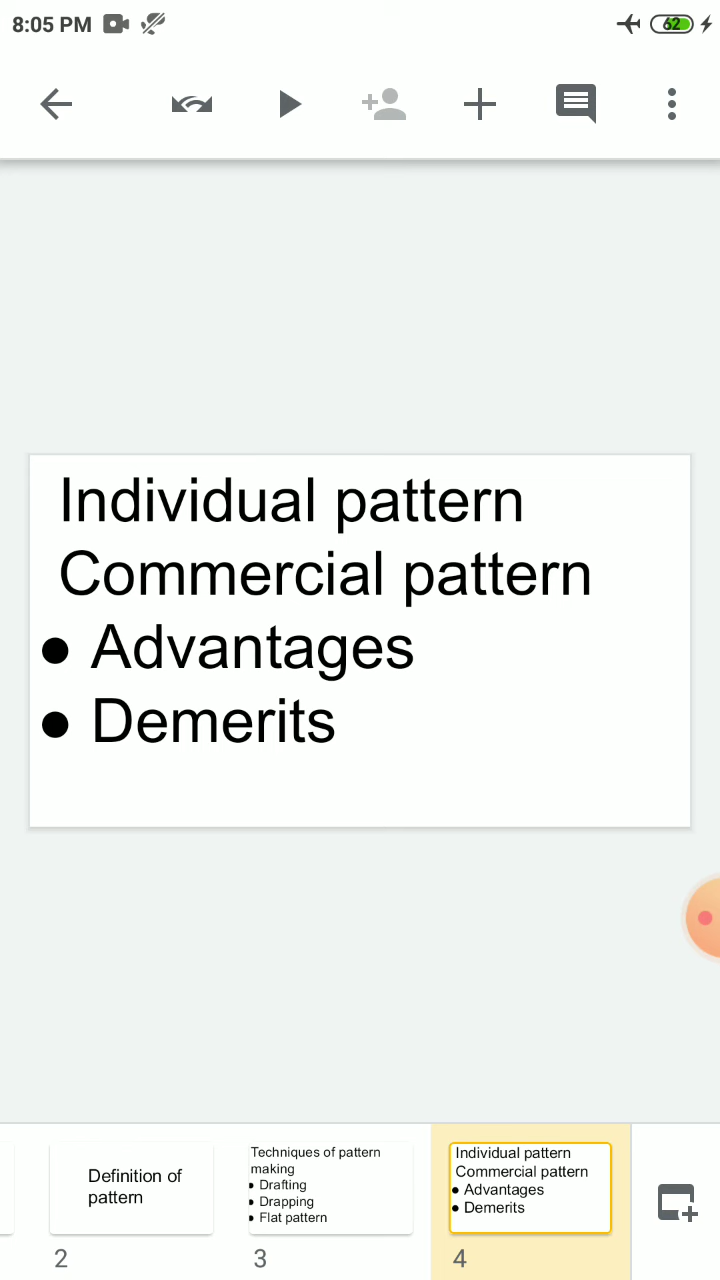 8:05 PM
62
Individual pattern
Commercial pattern
● Advantages
● Demerits
Definition of
pattern
2
Techniques of pattern
making
● Drafting
● Drapping
● Flat pattern
3
Individual pattern
Commercial pattern
● Advantages
● Demerits
4